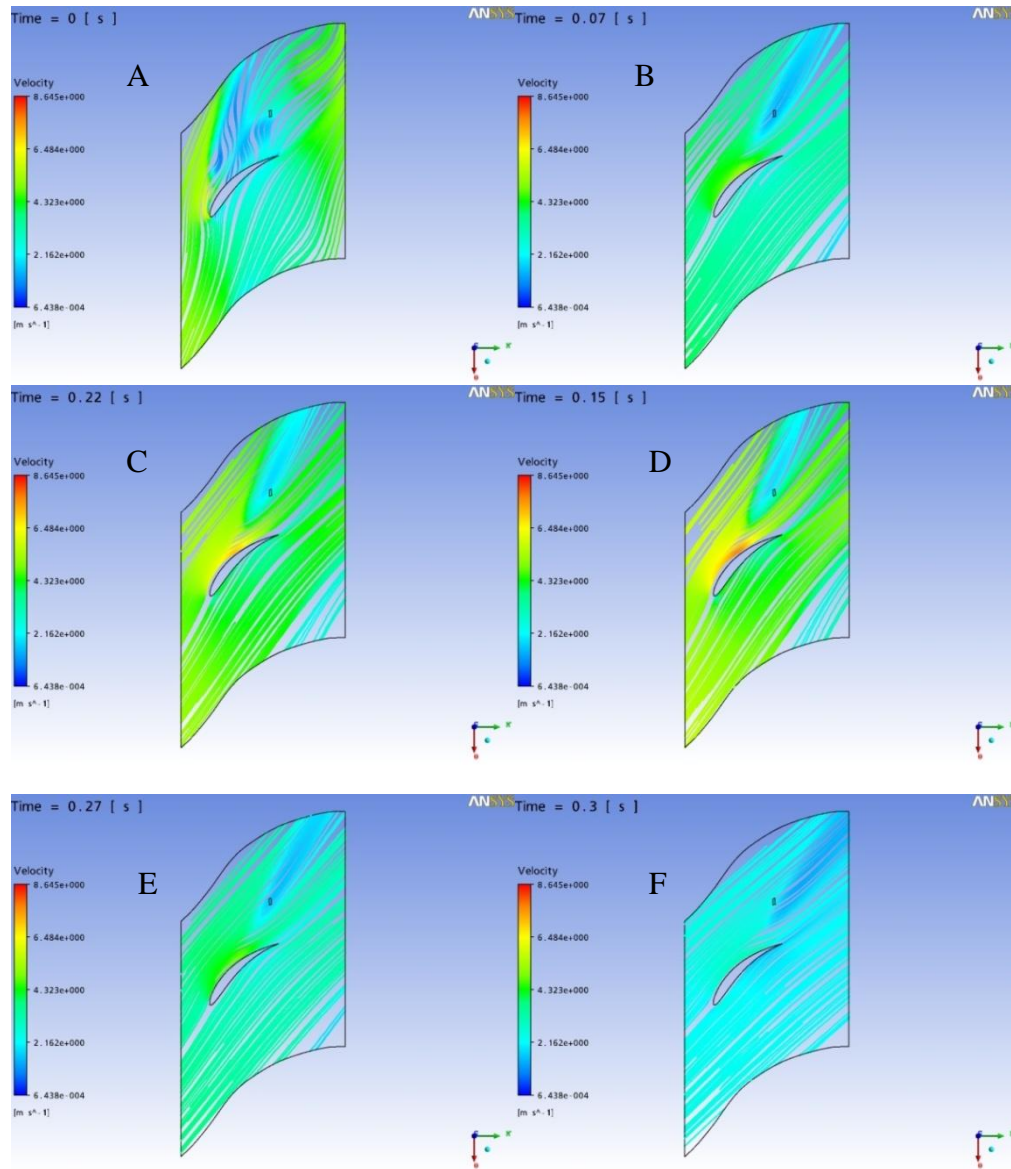 Time = 0 [ s ]
ANSYS
A
Velocity
8.645e+000
6.484e+000
4.323e+000
2.162e+000
6.438e-004
[m s^-1]
Time = 0.07 [ s ]
ANSYS
B
Velocity
8.645e+000
6.484e+000
4.323e+000
2.162e+000
6.438e-004
[m s^-1]
Time = 0.22 [ s ]
ANSYS
C
Velocity
8.645e+000
6.484e+000
4.323e+000
2.162e+000
6.438e-004
[m s^-1]
Time = 0.15 [ s ]
ANSYS
D
Velocity
8.645e+000
6.484e+000
4.323e+000
2.162e+000
6.438e-004
[m s^-1]
Time = 0.27 [ s ]
ANSYS
E
Velocity
8.645e+000
6.484e+000
4.323e+000
2.162e+000
6.438e-004
[m s^-1]
Time = 0.3 [ s ]
ANSYS
F
Velocity
8.645e+000
6.484e+000
4.323e+000
2.162e+000
6.438e-004
[m s^-1]